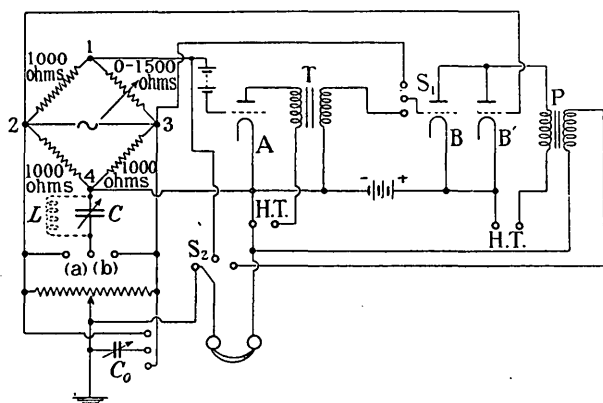 1
1000
ohms
0-1500
ohms
T
S₁
P
2
3
A
B
B′
1000
ohms
4
1000
ohms
- +
L
C
H.T.
H.T.
(a) (b)
S₂
C₀